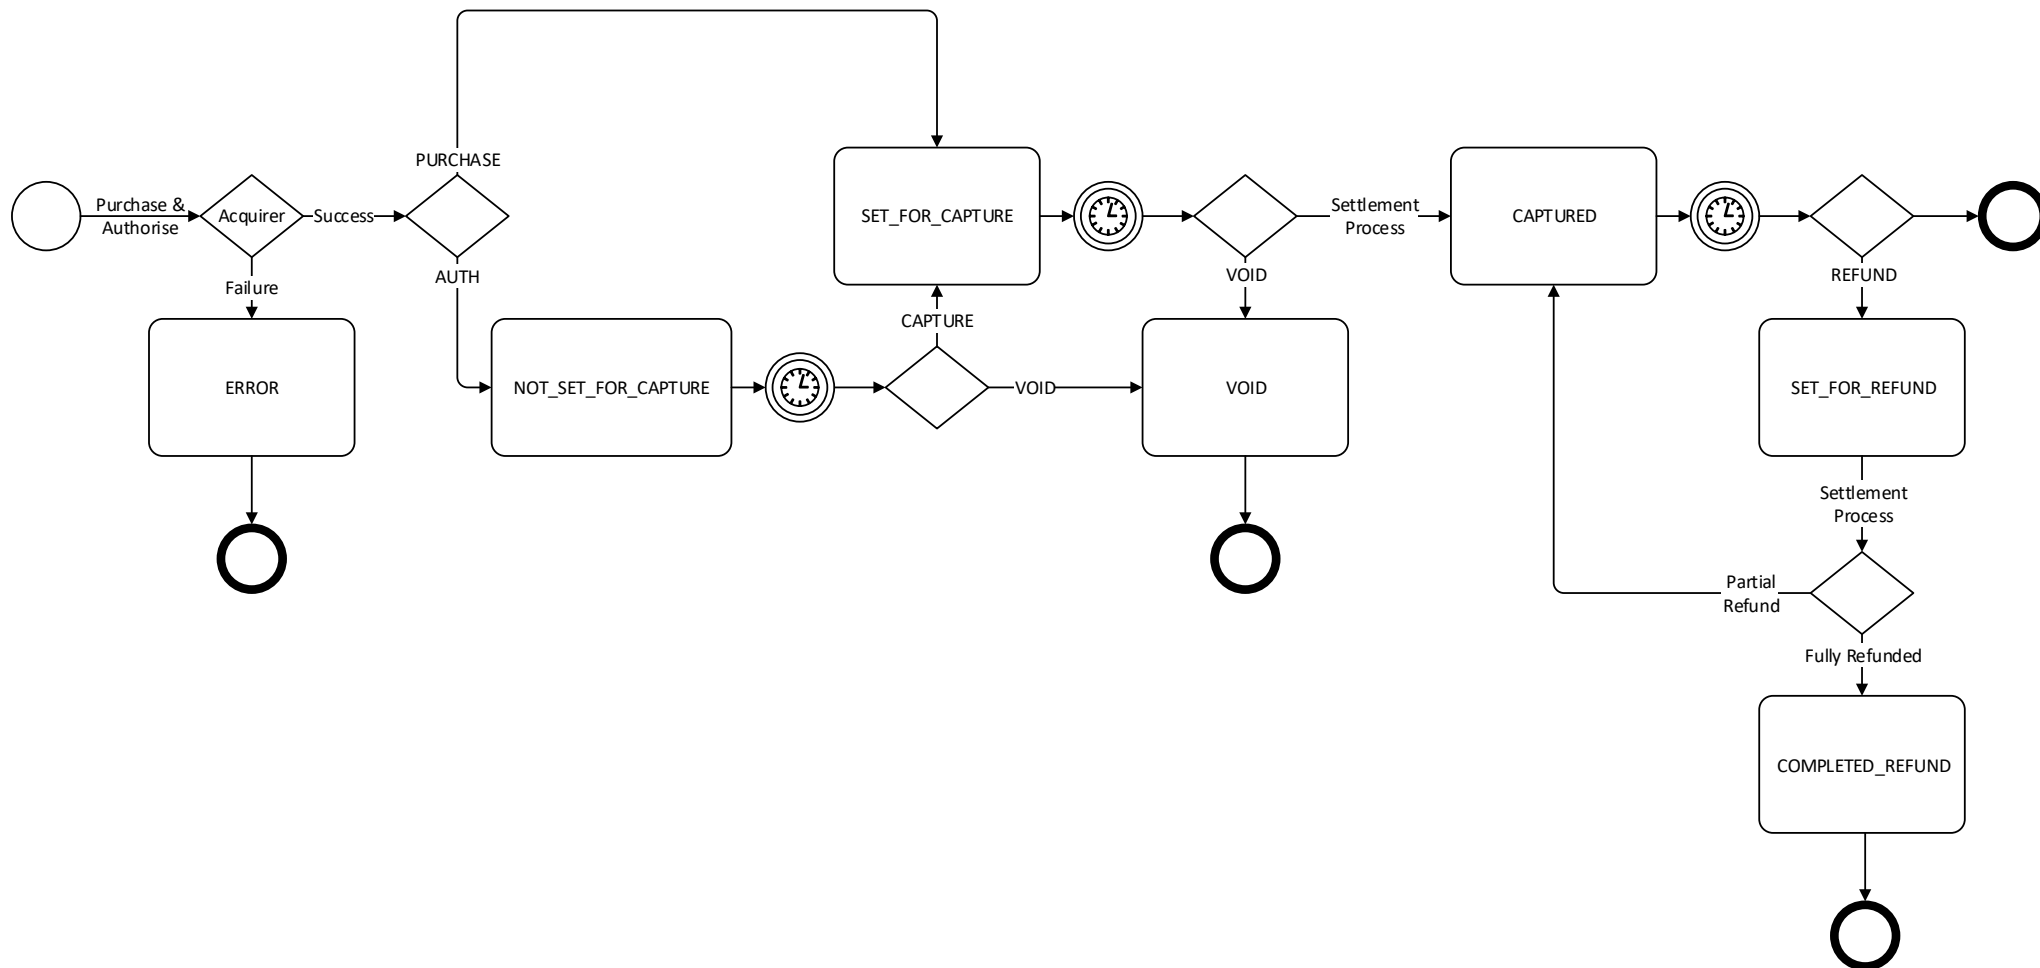 PURCHASE
Purchase &
Authorise
Acquirer
Success
SET_FOR_CAPTURE
Settlement
Process
CAPTURED
Failure
AUTH
VOID
REFUND
CAPTURE
ERROR
NOT_SET_FOR_CAPTURE
VOID
VOID
SET_FOR_REFUND
Settlement
Process
Partial
Refund
Fully Refunded
COMPLETED_REFUND